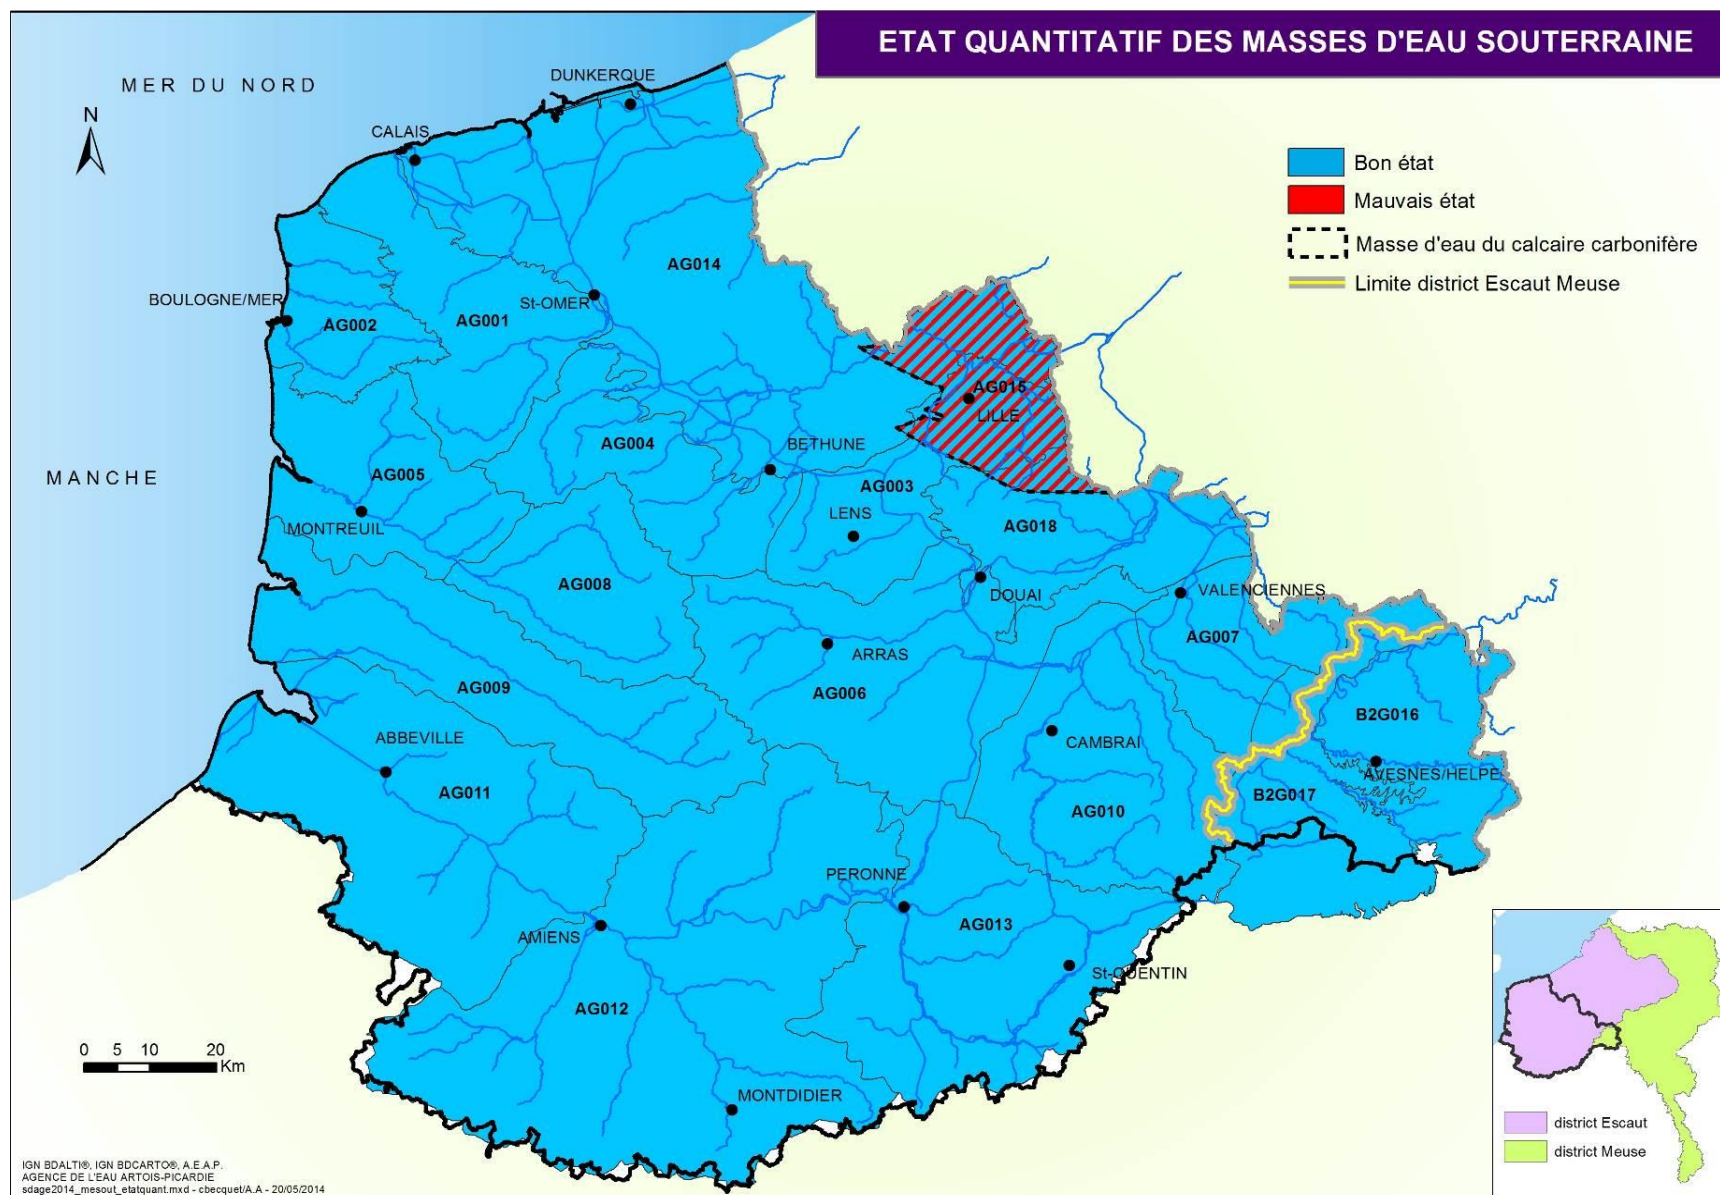 ETAT QUANTITATIF DES MASSES D'EAU SOUTERRAINE
MER DU NORD
N
DUNKERQUE
CALAIS
Bon état
Mauvais état
Masse d'eau du calcaire carbonifère
Limite district Escaut Meuse
AG014
BOULOGNE/MER
St-OMER
AG002
AG001
AG015
LILLE
AG004
BETHUNE
MANCHE
AG005
AG003
MONTREUIL
LENS
AG018
AG008
DOUAI
VALENCIENNES
AG007
ARRAS
AG009
AG006
B2G016
ABBEVILLE
CAMBRAI
AVESNES/HELPE
AG011
AG010
B2G017
PERONNE
AG013
AMIENS
St-QUENTIN
AG012
0 5 10 20
Km
MONTDIDIER
district Escaut
district Meuse
IGN BDALTI®, IGN BDCARTO®, A.E.A.P.
AGENCE DE L'EAU ARTOIS-PICARDIE
sdage2014_mesout_etatquant.mxd - cbecquet/A.A - 20/05/2014